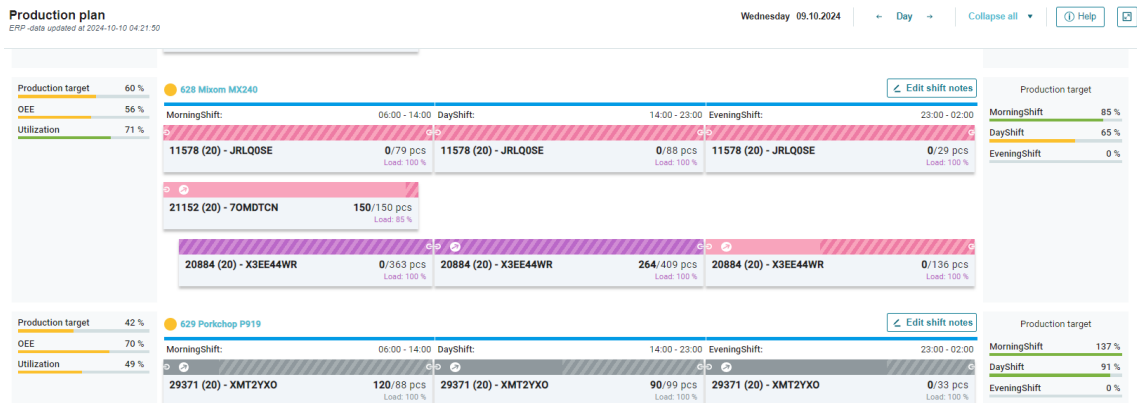 Production plan
ERP -data updated at 2024-10-10 04:21:50
Wednesday 09.10.2024
← Day →
Collapse all ▼
Help
Production target 60 %
OEE 56 %
Utilization 71 %
628 Mixom MX240
Edit shift notes
MorningShift: 06:00 - 14:00 DayShift: 14:00 - 23:00 EveningShift: 23:00 - 02:00
11578 (20) - JRLQ0SE 0/79 pcs
Load: 100 %
11578 (20) - JRLQ0SE 0/88 pcs
Load: 100 %
11578 (20) - JRLQ0SE 0/29 pcs
Load: 100 %
21152 (20) - 7OMDTCN 150/150 pcs
Load: 85 %
20884 (20) - X3EE44WR 0/363 pcs
Load: 100 %
20884 (20) - X3EE44WR 264/409 pcs
Load: 100 %
20884 (20) - X3EE44WR 0/136 pcs
Load: 100 %
Production target
MorningShift 85 %
DayShift 65 %
EveningShift 0 %
Production target 42 %
OEE 70 %
Utilization 49 %
629 Porkchop P919
Edit shift notes
MorningShift: 06:00 - 14:00 DayShift: 14:00 - 23:00 EveningShift: 23:00 - 02:00
29371 (20) - XMT2YXO 120/88 pcs
Load: 100 %
29371 (20) - XMT2YXO 90/99 pcs
Load: 100 %
29371 (20) - XMT2YXO 0/33 pcs
Load: 100 %
Production target
MorningShift 137 %
DayShift 91 %
EveningShift 0 %